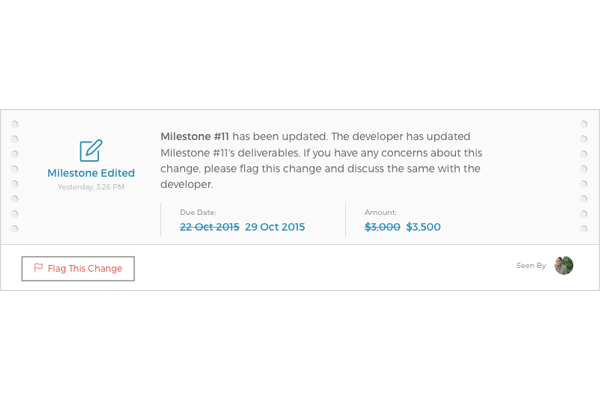 Milestone #11 has been updated. The developer has updated
Milestone #11's deliverables. If you have any concerns about this
change, please flag this change and discuss the same with the
developer.
Milestone Edited
Yesterday, 3:26 PM
Due Date:
22 Oct 2015 29 Oct 2015
Amount:
$3,000 $3,500
Flag This Change
Seen By: